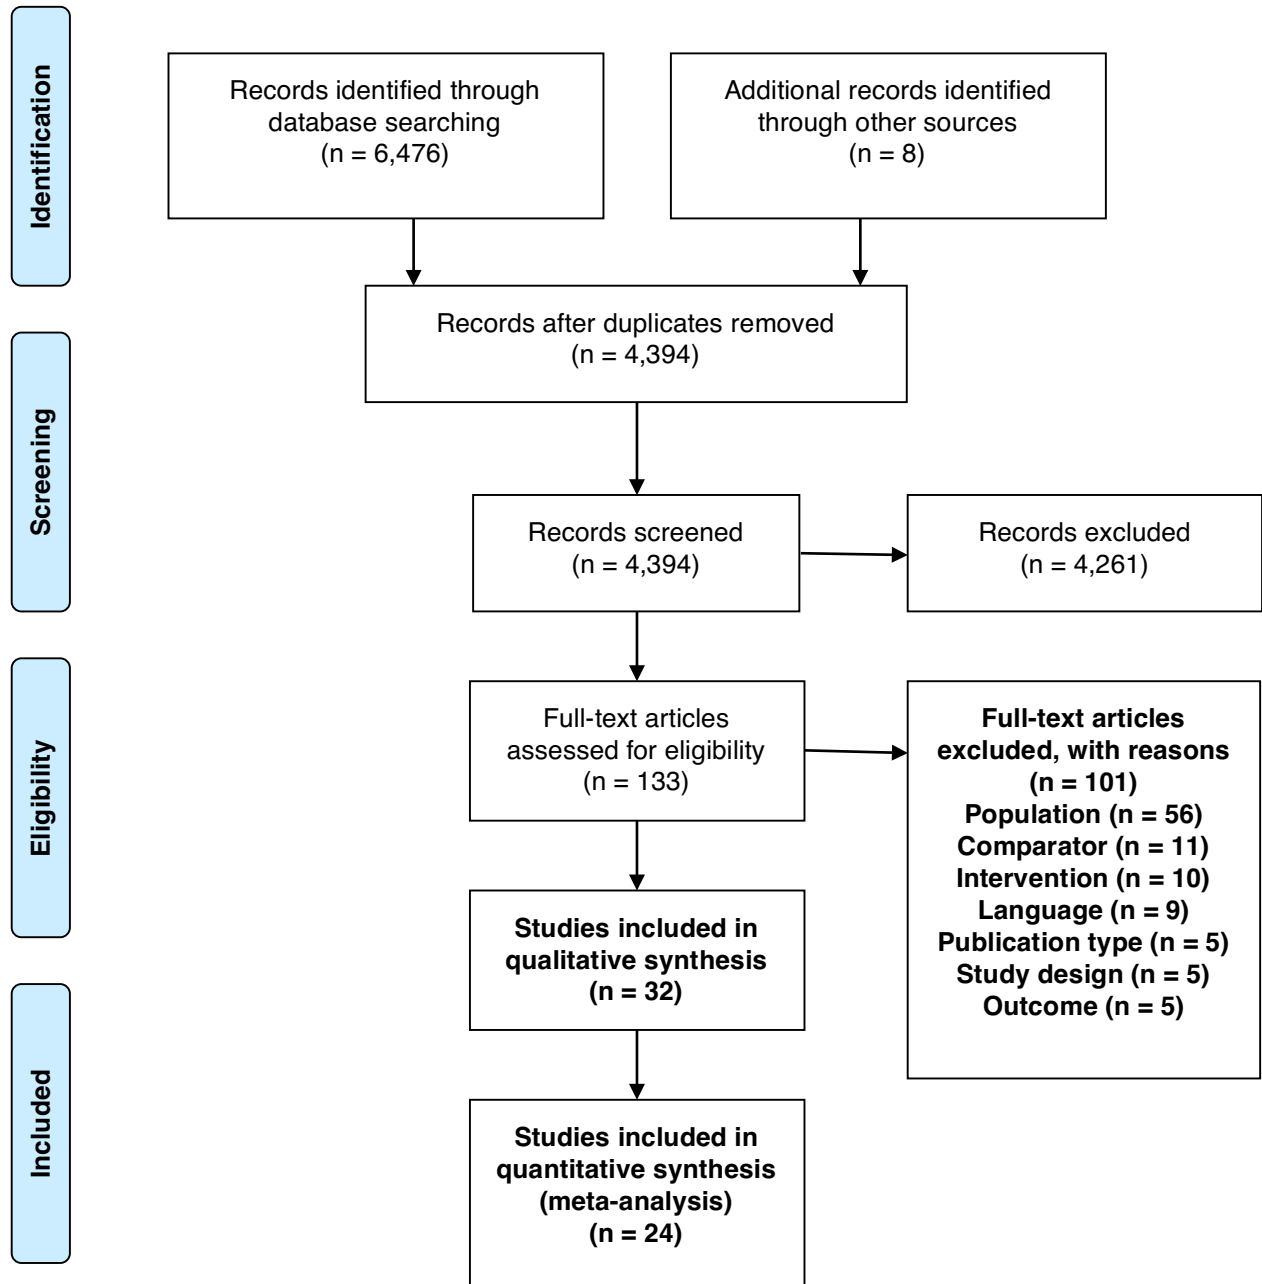 Identification
Records identified through
database searching
(n = 6,476)
Additional records identified
through other sources
(n = 8)
Records after duplicates removed
(n = 4,394)
Screening
Records screened
(n = 4,394)
Records excluded
(n = 4,261)
Eligibility
Full-text articles
assessed for eligibility
(n = 133)
Full-text articles
excluded, with reasons
(n = 101)
Population (n = 56)
Comparator (n = 11)
Intervention (n = 10)
Language (n = 9)
Publication type (n = 5)
Study design (n = 5)
Outcome (n = 5)
Studies included in
qualitative synthesis
(n = 32)
Included
Studies included in
quantitative synthesis
(meta-analysis)
(n = 24)